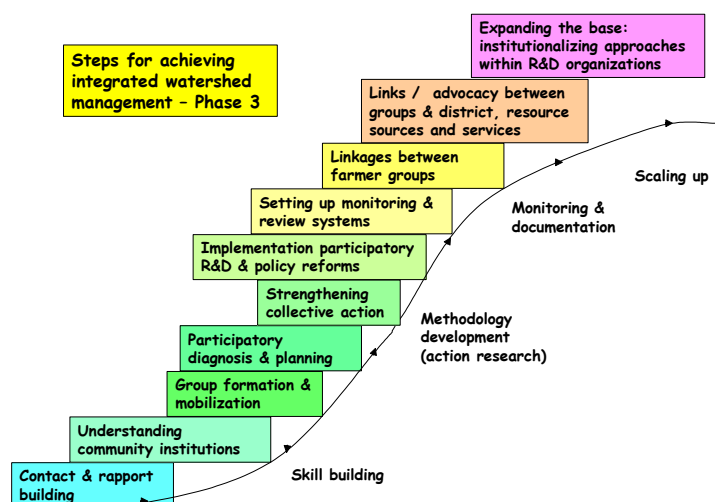 Expanding the base:
institutionalizing approaches
within R&D organizations
Steps for achieving
integrated watershed
management – Phase 3
Links / advocacy between
groups & district, resource
sources and services
Linkages between
farmer groups
Scaling up
Setting up monitoring &
review systems
Monitoring &
documentation
Implementation participatory
R&D & policy reforms
Strengthening
collective action
Methodology
development
(action research)
Participatory
diagnosis & planning
Group formation &
mobilization
Understanding
community institutions
Skill building
Contact & rapport
building